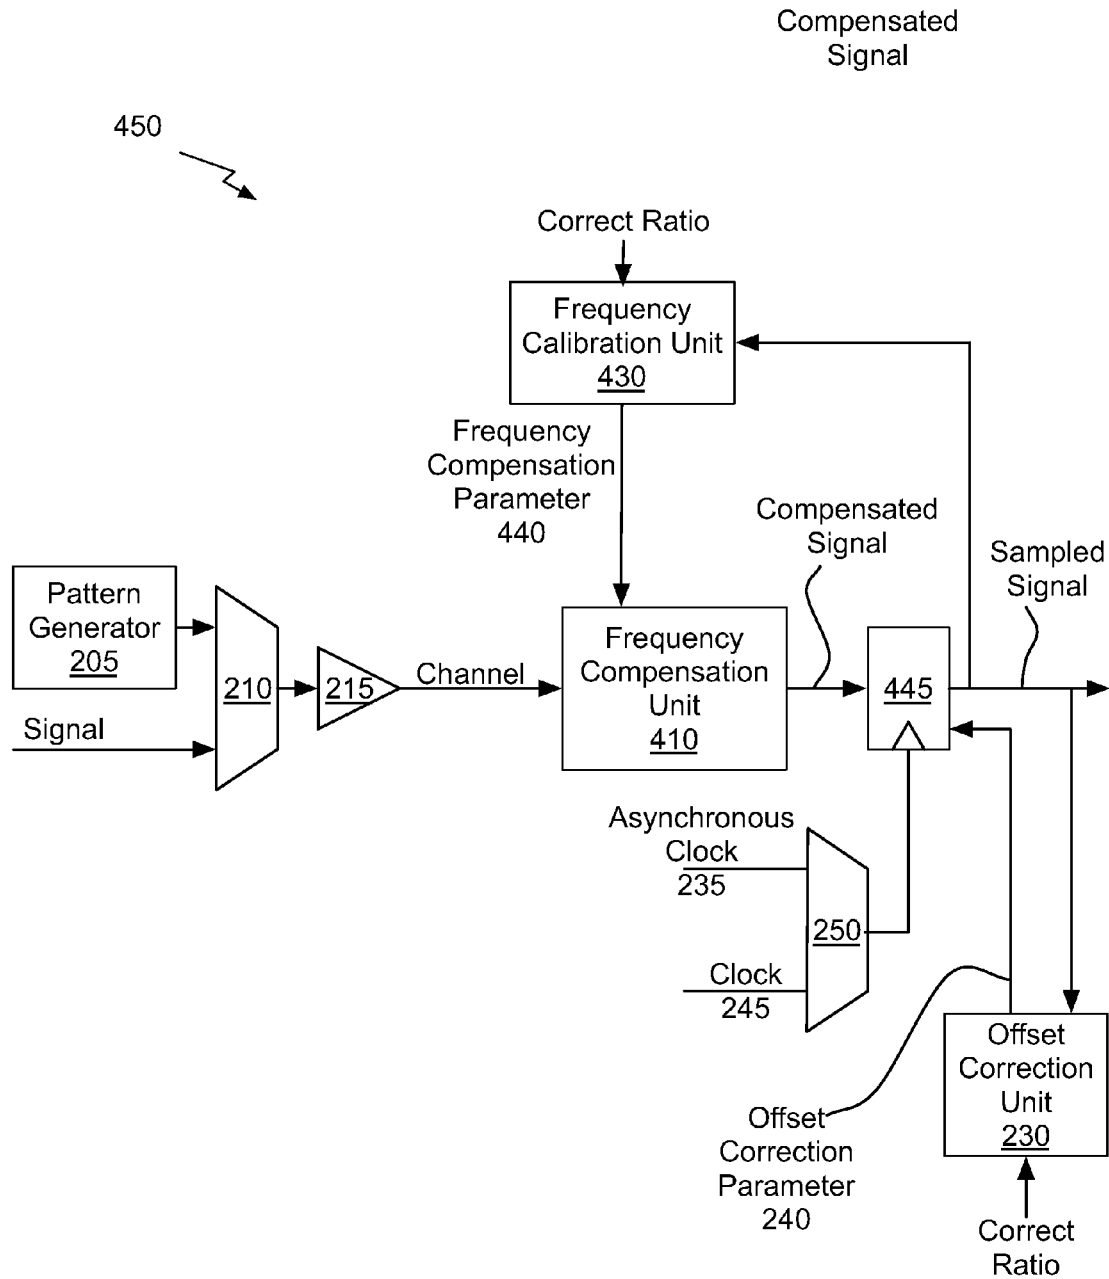 Compensated
Signal
450
Correct Ratio
Frequency
Calibration Unit
430
Frequency
Compensation
Parameter
440
Compensated
Signal
Sampled
Signal
Pattern
Generator
205
Signal
210
215
Channel
Frequency
Compensation
Unit
410
445
Asynchronous
Clock
235
250
Clock
245
Offset
Correction
Unit
230
Offset
Correction
Parameter
240
Correct
Ratio